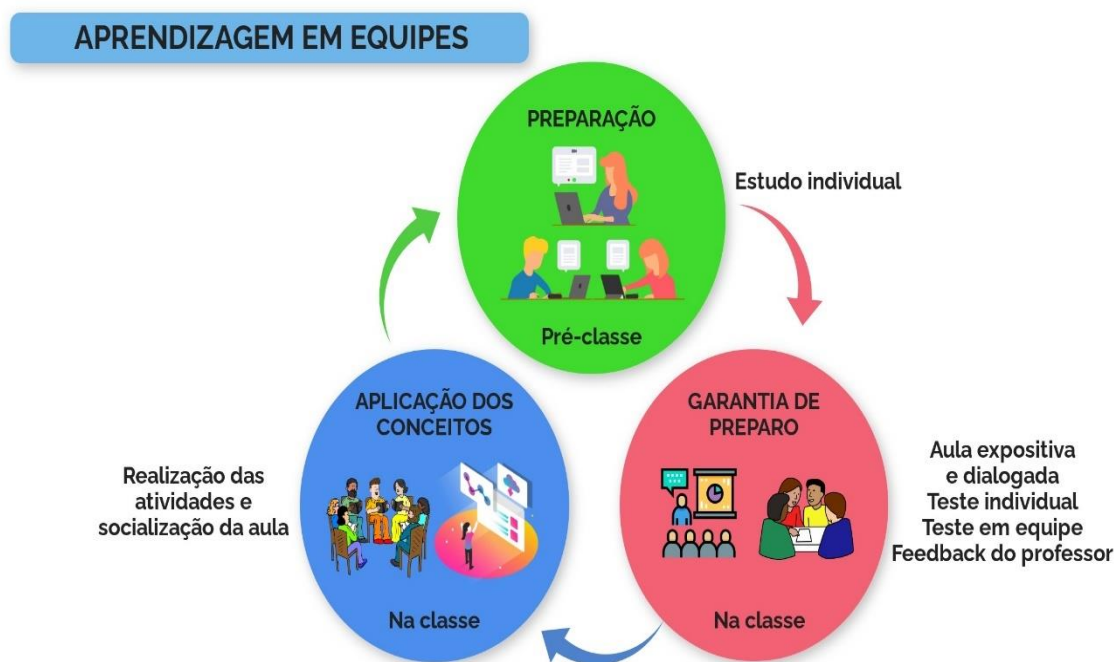 APRENDIZAGEM EM EQUIPES
PREPARAÇÃO
Pré-classe
Estudo individual
GARANTIA DE
PREPARO
Na classe
Aula expositiva
e dialogada
Teste individual
Teste em equipe
Feedback do professor
APLICAÇÃO DOS
CONCEITOS
Na classe
Realização das
atividades e
socialização da aula